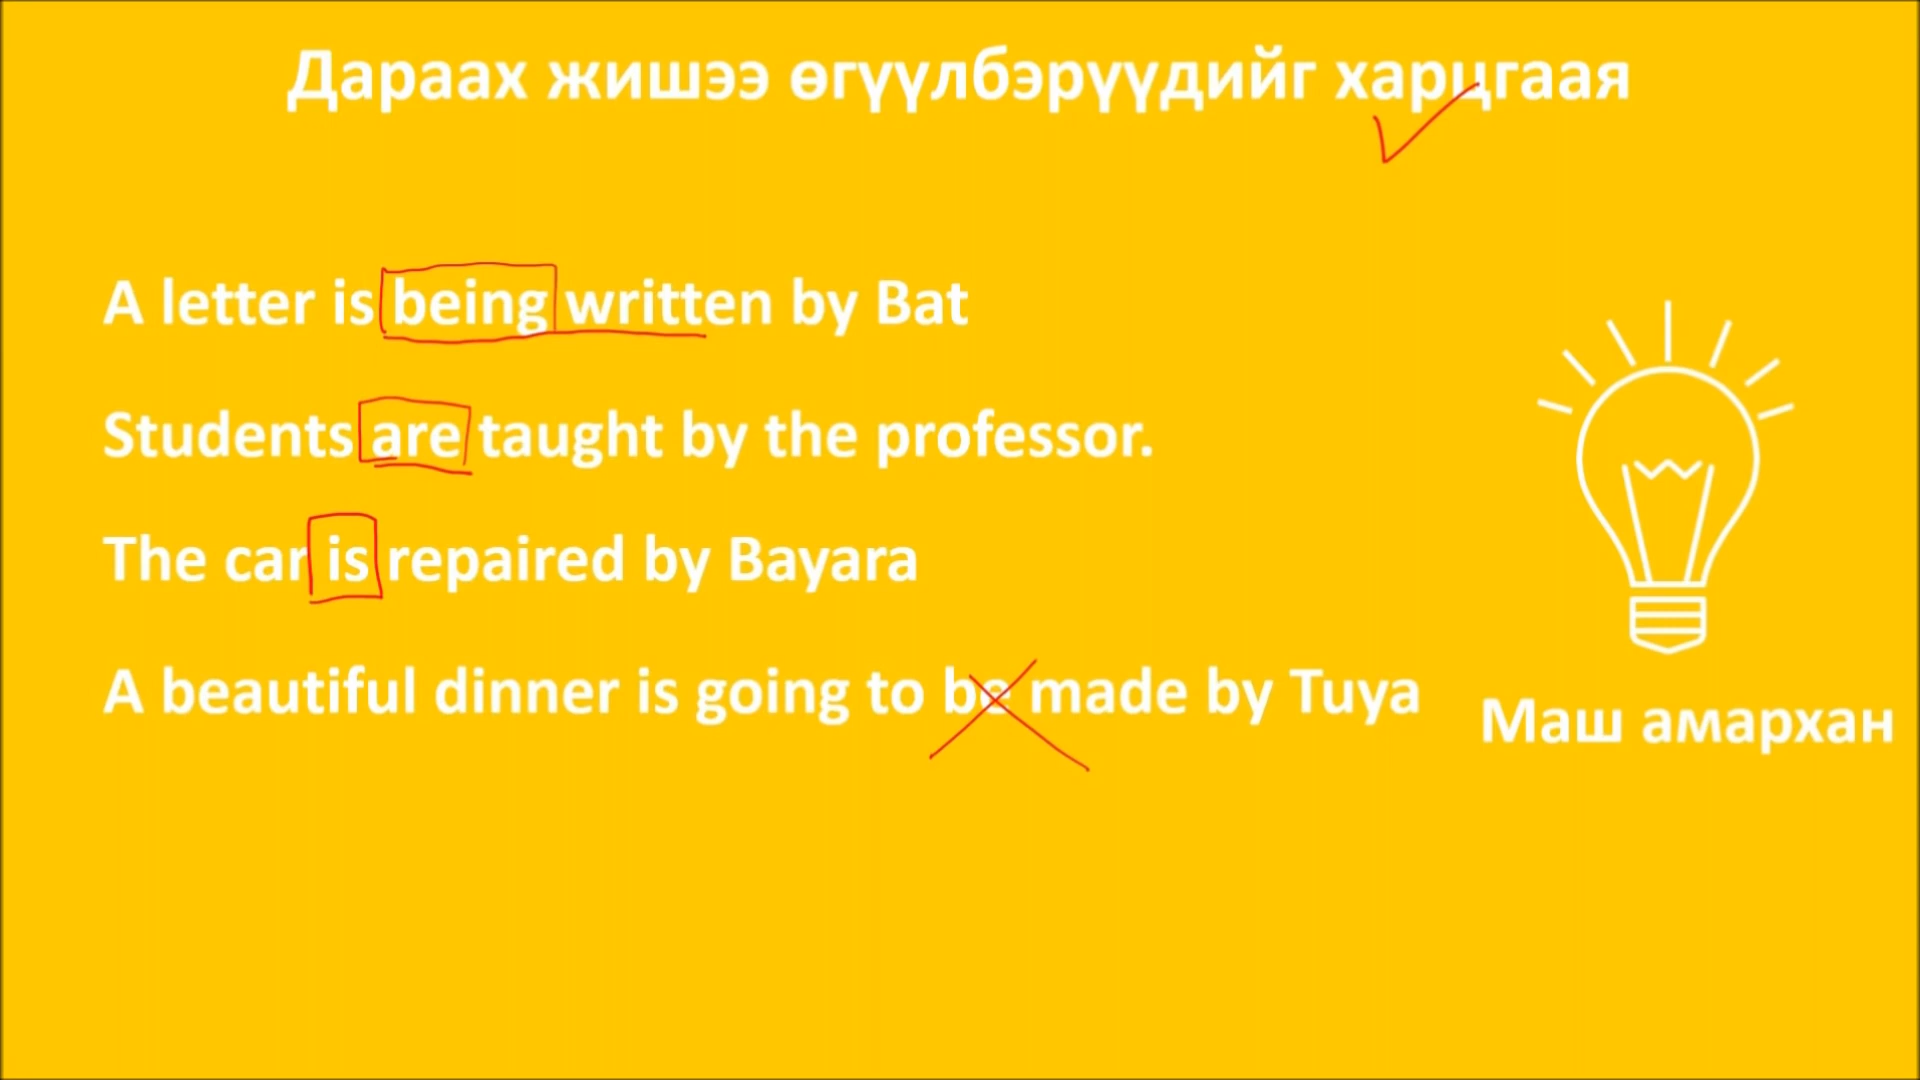 Дараах жишээ өгүүлбэрүүдийг харцгаая
A letter is being written by Bat
Students are taught by the professor.
The car is repaired by Bayara
A beautiful dinner is going to be made by Tuya
Маш амархан